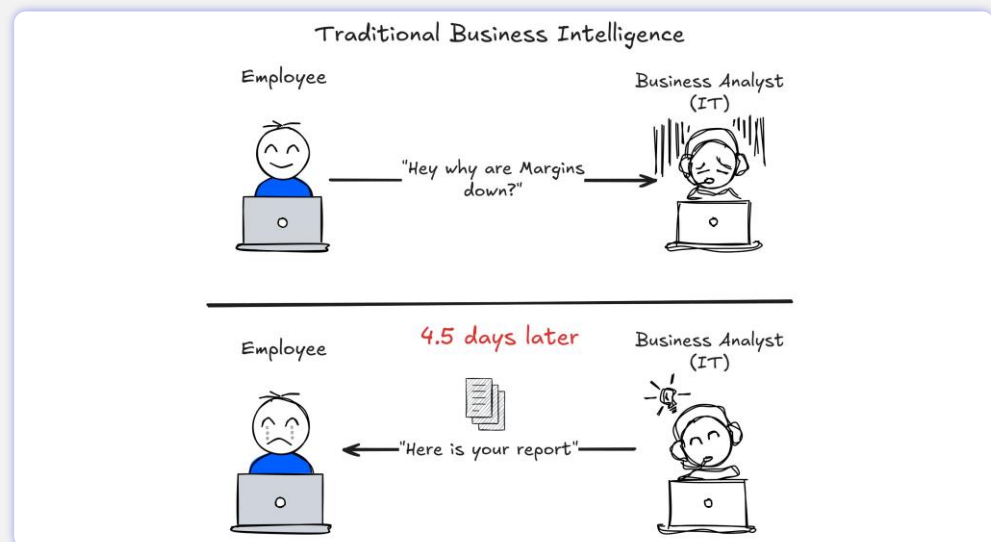 Traditional Business Intelligence
Employee
Business Analyst
(IT)
"Hey why are Margins
down?"
4.5 days later
Employee
Business Analyst
(IT)
"Here is your report"